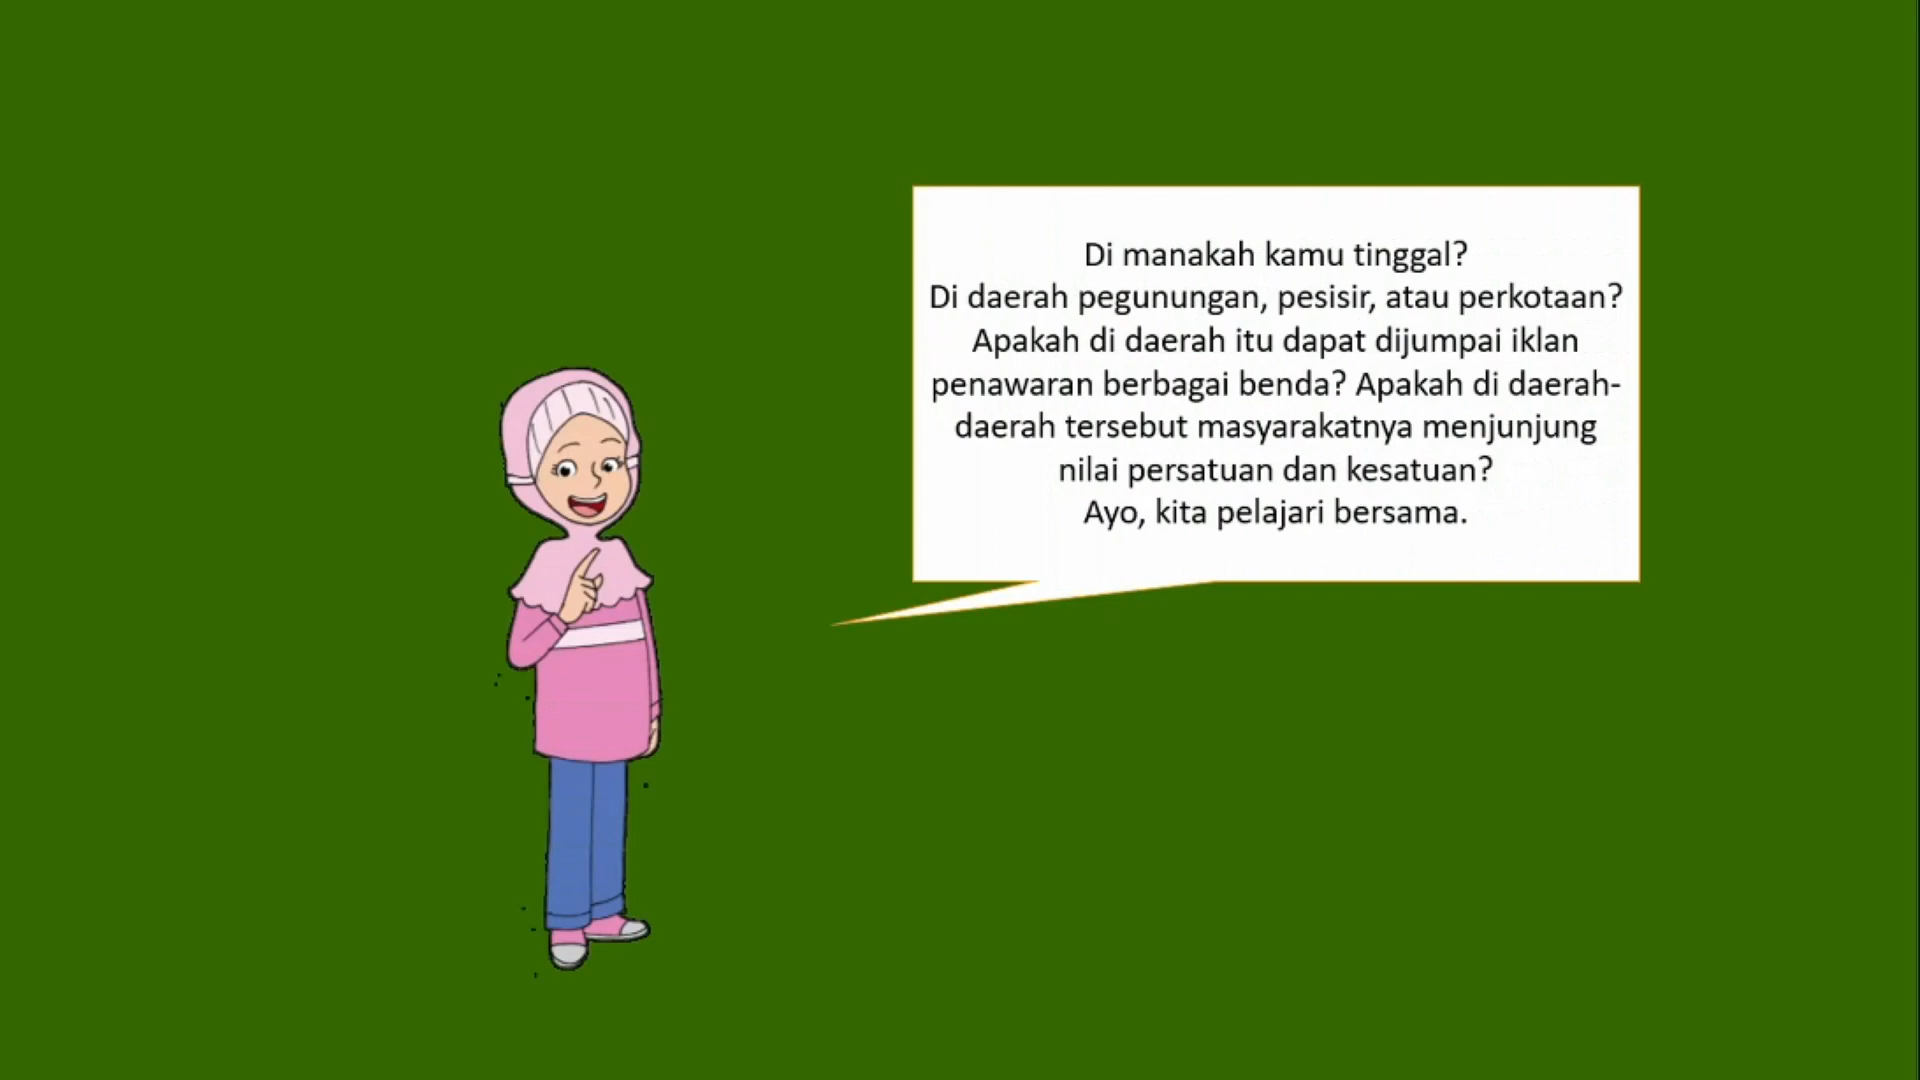 Di manakah kamu tinggal?
Di daerah pegunungan, pesisir, atau perkotaan?
Apakah di daerah itu dapat dijumpai iklan
penawaran berbagai benda? Apakah di daerah-
daerah tersebut masyarakatnya menjunjung
nilai persatuan dan kesatuan?
Ayo, kita pelajari bersama.